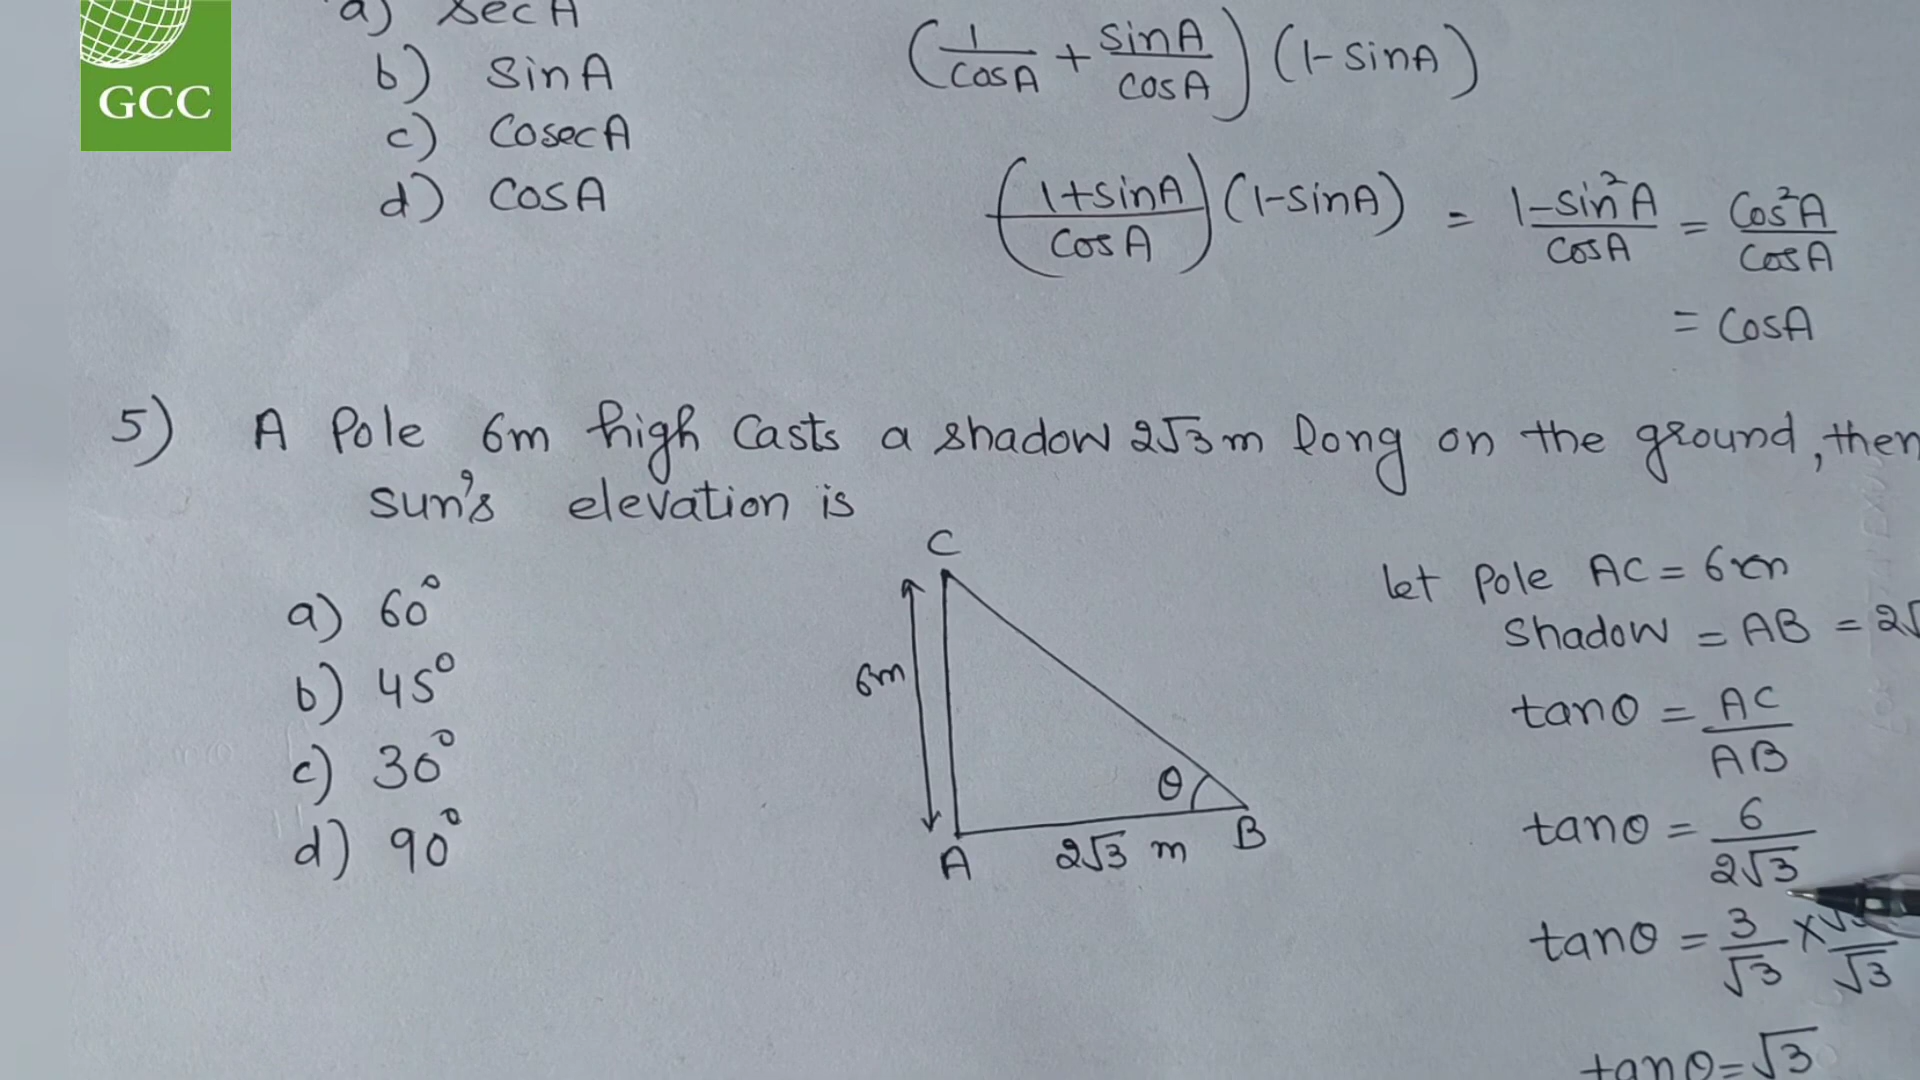 GCC
a) secA
b) sinA
c) cosecA
d) cosA
(1/cosA + sinA/cosA) (1-sinA)
(1+sinA/cosA) (1-sinA) = 1-sin²A/cosA = cos²A/cosA
= cosA
5) A Pole 6m high casts a shadow 2√3 m long on the ground, then
sun's elevation is
a) 60°
b) 45°
c) 30°
d) 90°
C
6m
θ
A
2√3 m
B
let Pole AC = 6m
shadow = AB = 2√
tanθ = AC/AB
tanθ = 6/2√3
tanθ = 3/√3 × /√3
tanθ = √3